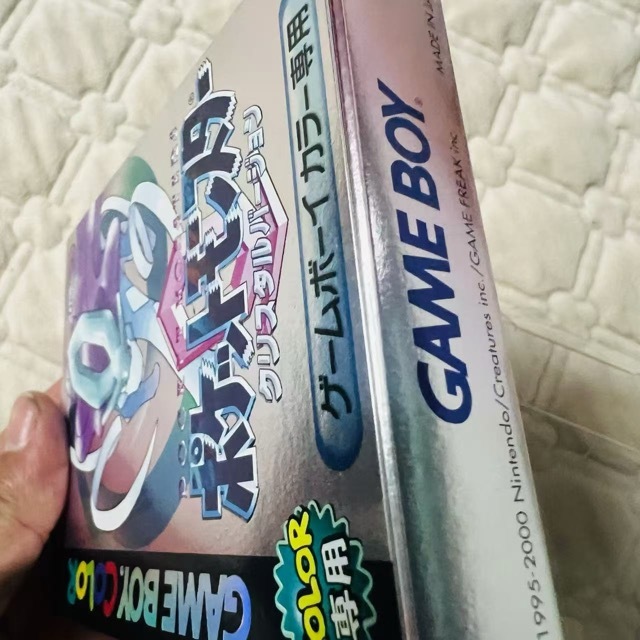 ゲームボーイカラー専用
ポケットモンスター
クリスタルバージョン
GAME BOY COLOR
COLOR
専用
GAME BOY®
1995-2000 Nintendo/Creatures inc./GAME FREAK inc.
MADE IN